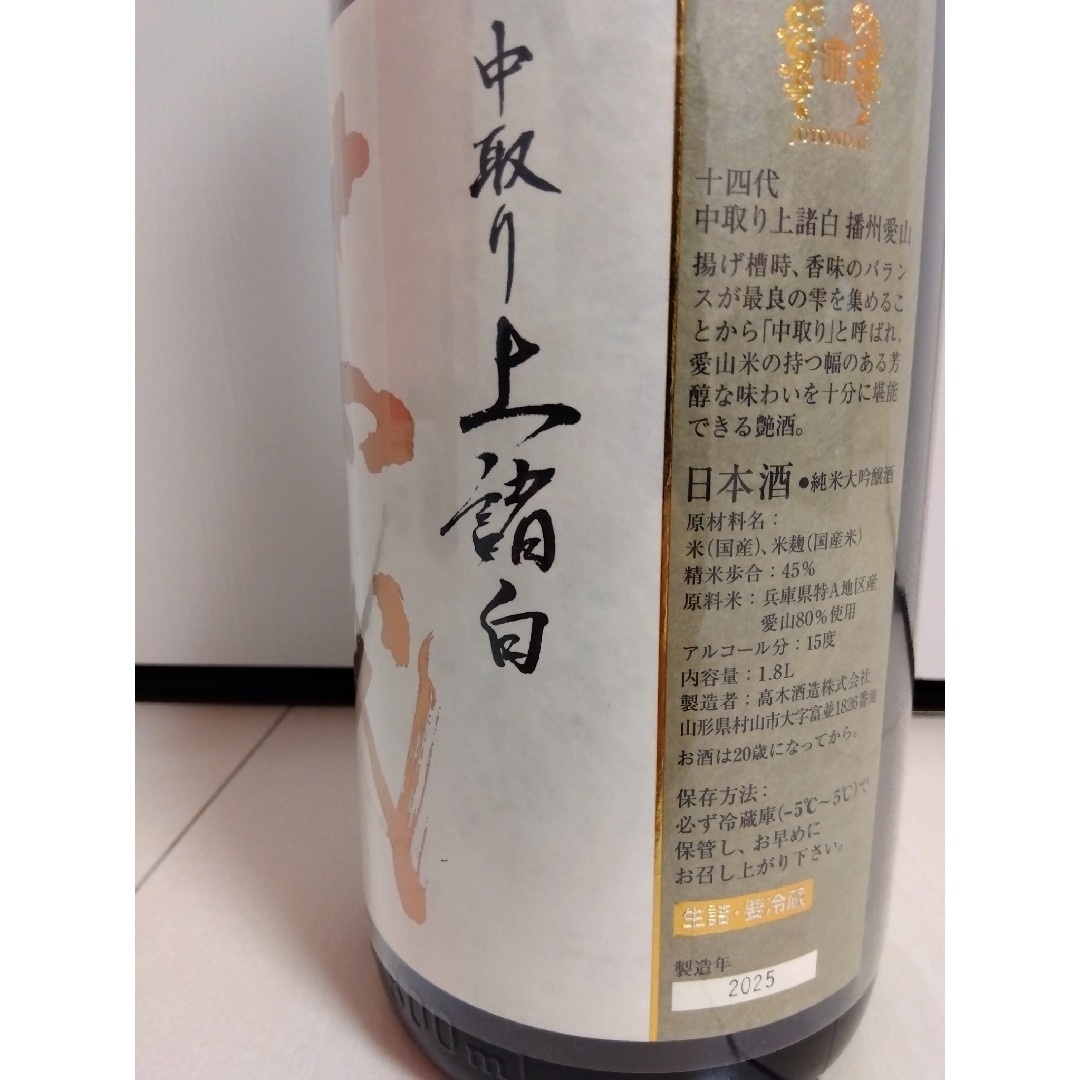 中取り上諸白
JUYONDAI
十四代
中取り上諸白 播州愛山
揚げ槽時、香味のバラン
スが最良の雫を集めるこ
とから「中取り」と呼ばれ、
愛山米の持つ幅のある芳
醇な味わいを十分に堪能
できる艶酒。
日本酒●純米大吟醸酒
原材料名：
米（国産）、米麹（国産米）
精米歩合：45％
原料米：兵庫県特A地区産
愛山80％使用
アルコール分：15度
内容量：1.8L
製造者：高木酒造株式会社
山形県村山市大字富並1826番地
お酒は20歳になってから。
保存方法：
必ず冷蔵庫（-5℃〜5℃）で
保管し、お早めに
お召し上がり下さい。
生詰・要冷蔵
製造年
2025